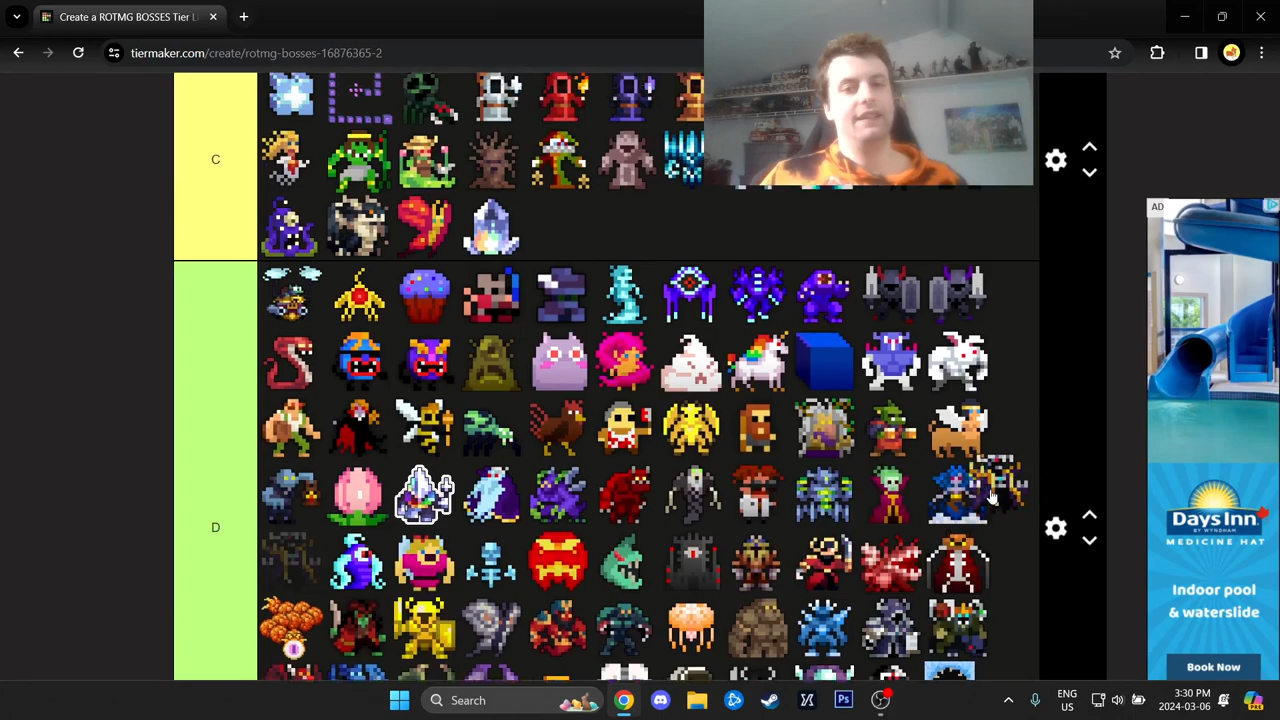 Create a ROTMG BOSSES Tier Li
tiermaker.com/create/rotmg-bosses-16876365-2
C
AD
D
Days Inn
BY WYNDHAM
MEDICINE HAT
Indoor pool
& waterslide
Book Now
Search
ENG
US
3:30 PM
2024-03-06